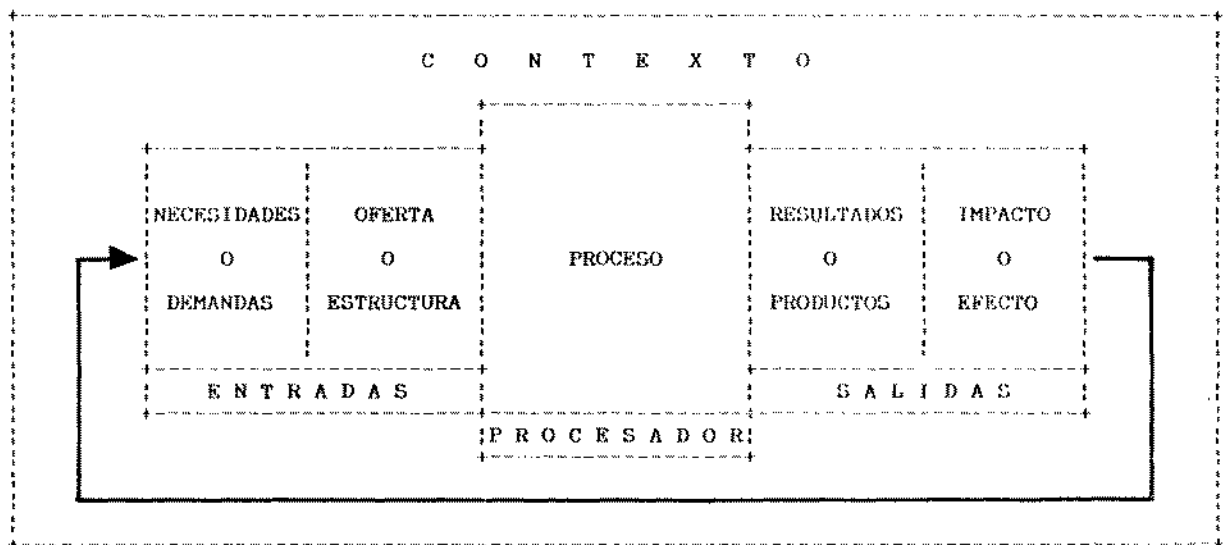 C O N T E X T O
NECESIDADES OFERTA RESULTADOS IMPACTO
O O PROCESO O O
DEMANDAS ESTRUCTURA PRODUCTOS EFECTO
E N T R A D A S S A L I D A S
P R O C E S A D O R